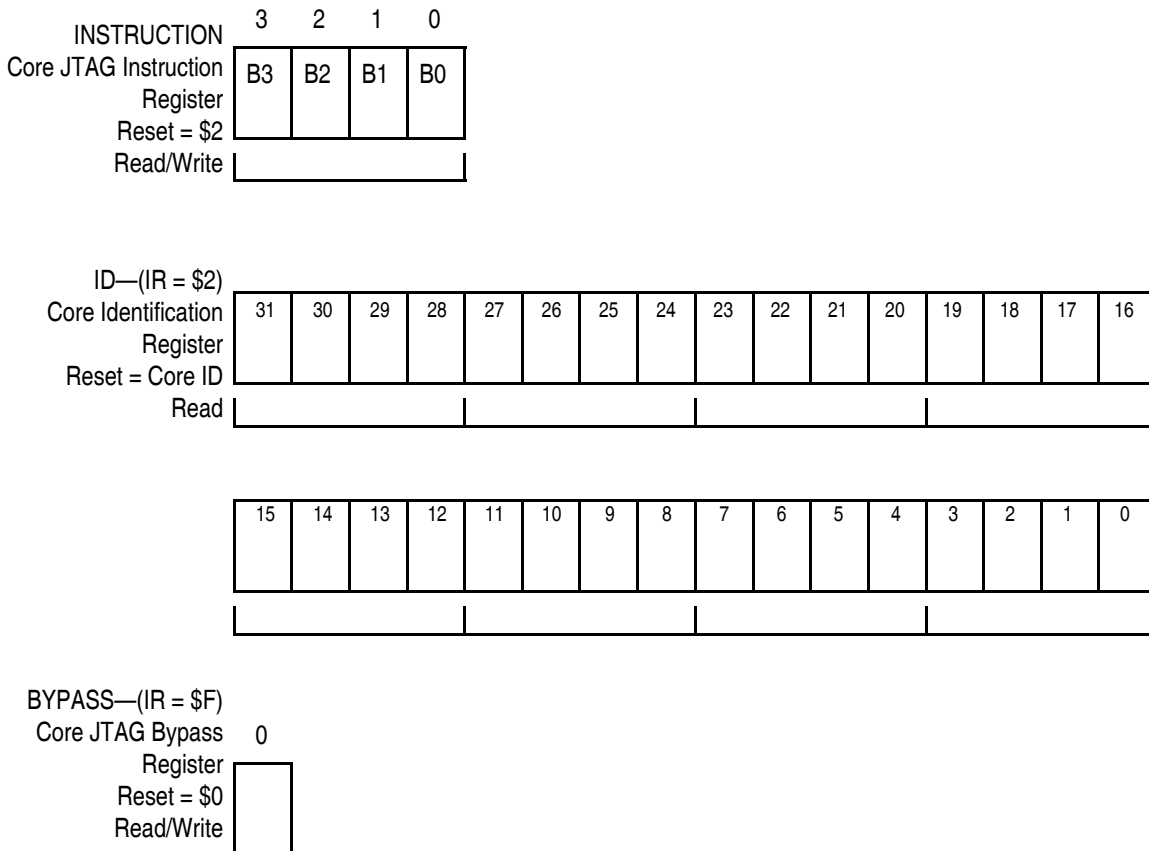 3 2 1 0
INSTRUCTION
Core JTAG Instruction
Register
Reset = $2
Read/Write
B3 B2 B1 B0
ID—(IR = $2)
Core Identification
Register
Reset = Core ID
Read
31 30 29 28 27 26 25 24 23 22 21 20 19 18 17 16
15 14 13 12 11 10 9 8 7 6 5 4 3 2 1 0
BYPASS—(IR = $F)
Core JTAG Bypass
Register
Reset = $0
Read/Write
0